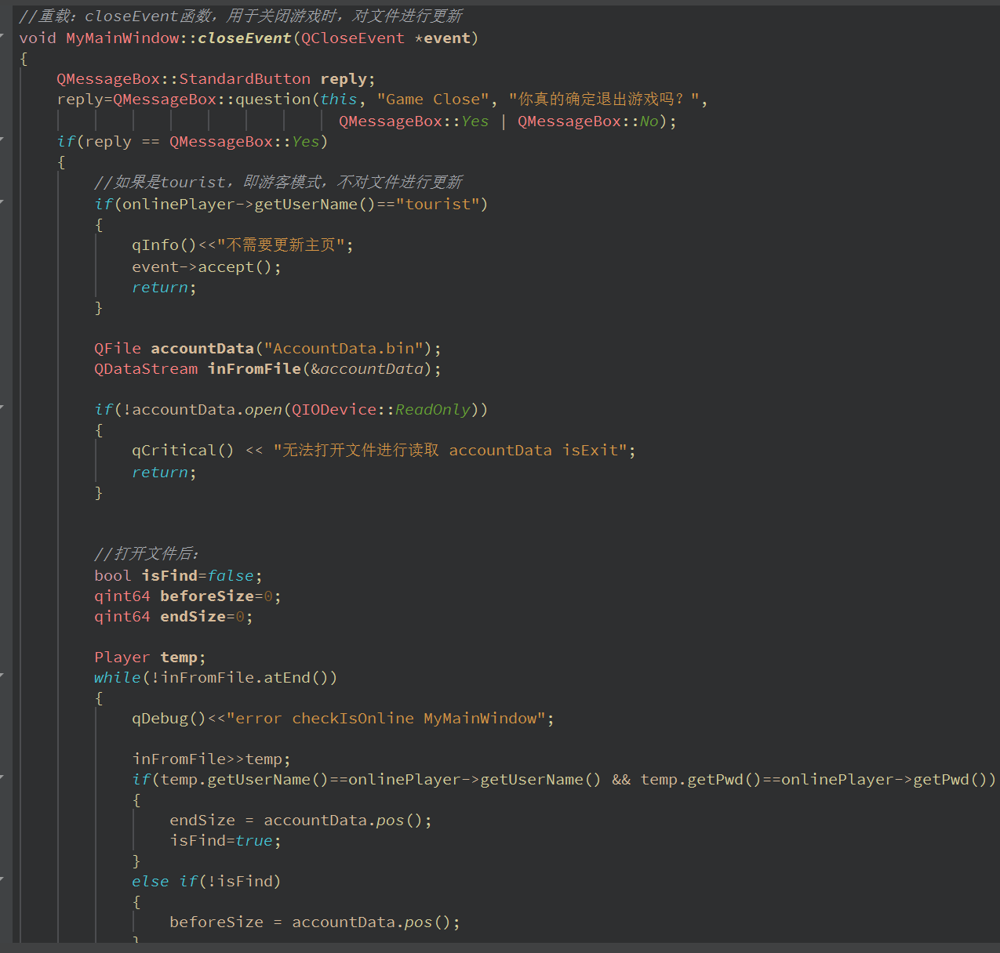 //重载：closeEvent函数，用于关闭游戏时，对文件进行更新
void MyMainWindow::closeEvent(QCloseEvent *event)
{
QMessageBox::StandardButton reply;
reply=QMessageBox::question(this, "Game Close", "你真的确定退出游戏吗？",
QMessageBox::Yes | QMessageBox::No);
if(reply == QMessageBox::Yes)
{
//如果是tourist，即游客模式，不对文件进行更新
if(onlinePlayer->getUserName()=="tourist")
{
qInfo()<<"不需要更新主页";
event->accept();
return;
}
QFile accountData("AccountData.bin");
QDataStream inFromFile(&accountData);
if(!accountData.open(QIODevice::ReadOnly))
{
qCritical() << "无法打开文件进行读取 accountData isExit";
return;
}
//打开文件后：
bool isFind=false;
qint64 beforeSize=0;
qint64 endSize=0;
Player temp;
while(!inFromFile.atEnd())
{
qDebug()<<"error checkIsOnline MyMainWindow";
inFromFile>>temp;
if(temp.getUserName()==onlinePlayer->getUserName() && temp.getPwd()==onlinePlayer->getPwd())
{
endSize = accountData.pos();
isFind=true;
}
else if(!isFind)
{
beforeSize = accountData.pos();
}